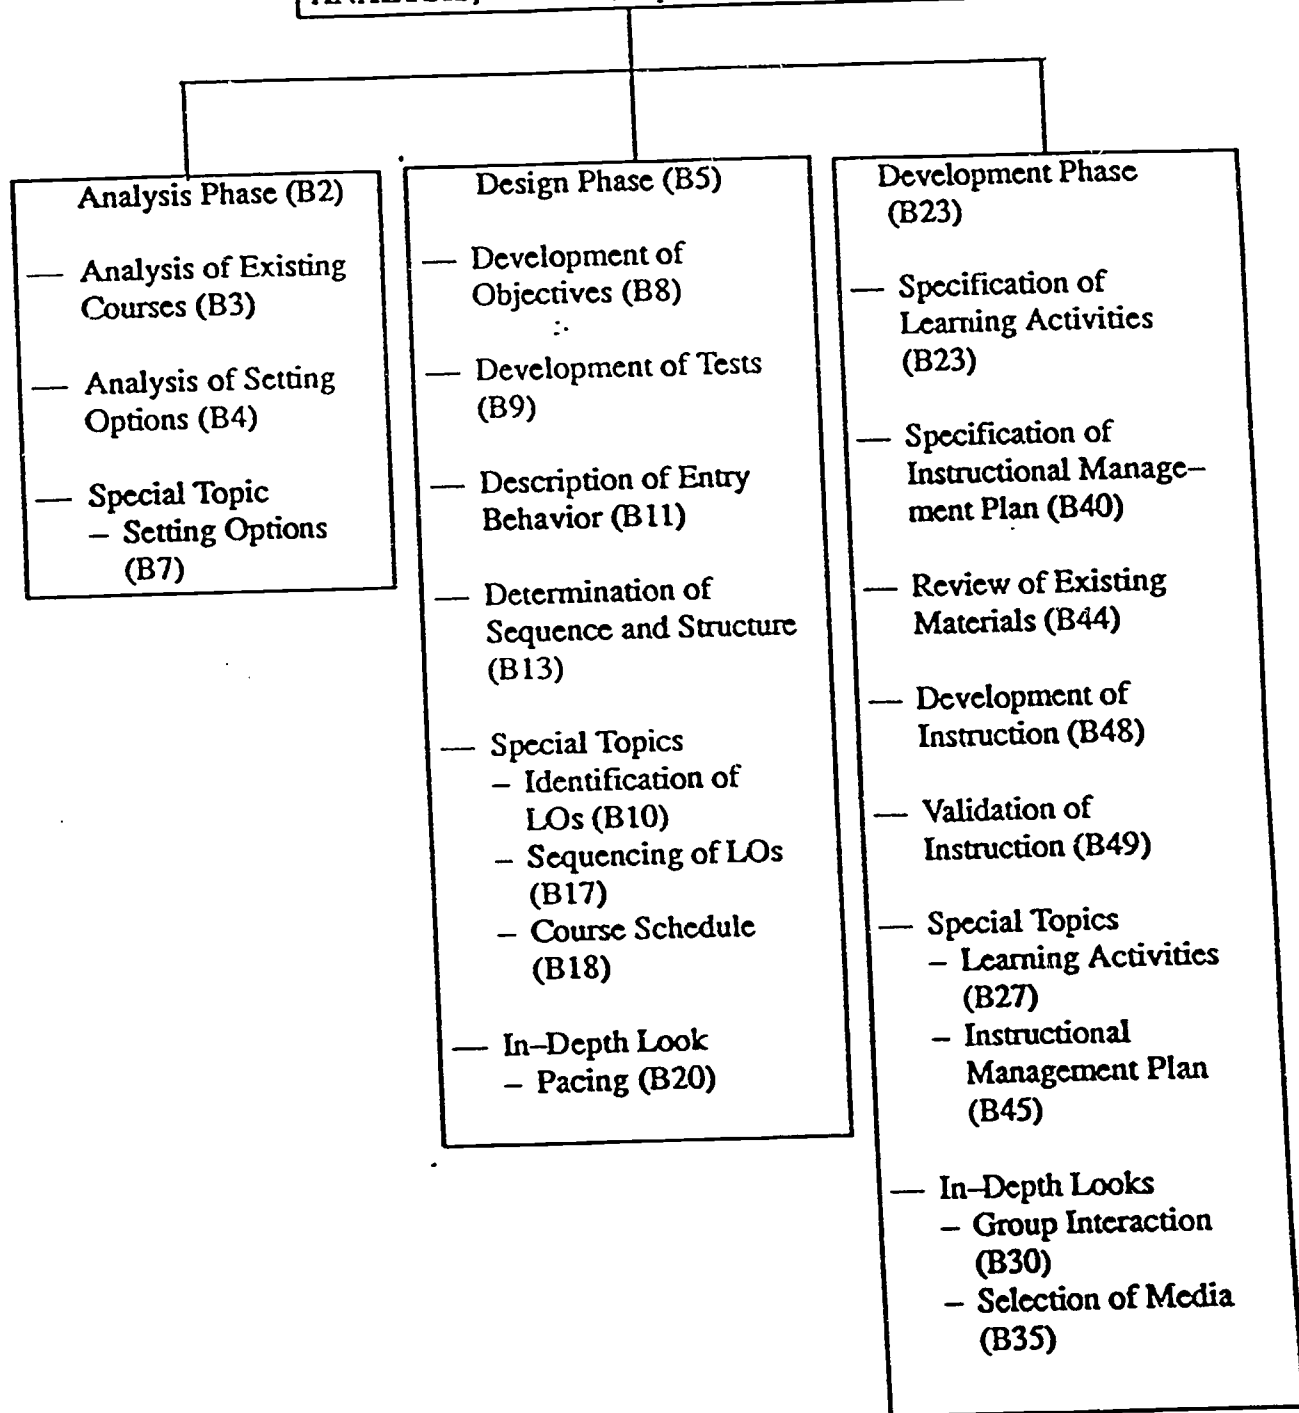 Analysis Phase (B2)
— Analysis of Existing
Courses (B3)
— Analysis of Setting
Options (B4)
— Special Topic
– Setting Options
(B7)
Design Phase (B5)
— Development of
Objectives (B8)
— Development of Tests
(B9)
— Description of Entry
Behavior (B11)
— Determination of
Sequence and Structure
(B13)
— Special Topics
– Identification of
LOs (B10)
– Sequencing of LOs
(B17)
– Course Schedule
(B18)
— In–Depth Look
– Pacing (B20)
Development Phase
(B23)
— Specification of
Learning Activities
(B23)
— Specification of
Instructional Manage–
ment Plan (B40)
— Review of Existing
Materials (B44)
— Development of
Instruction (B48)
— Validation of
Instruction (B49)
— Special Topics
– Learning Activities
(B27)
– Instructional
Management Plan
(B45)
— In–Depth Looks
– Group Interaction
(B30)
– Selection of Media
(B35)